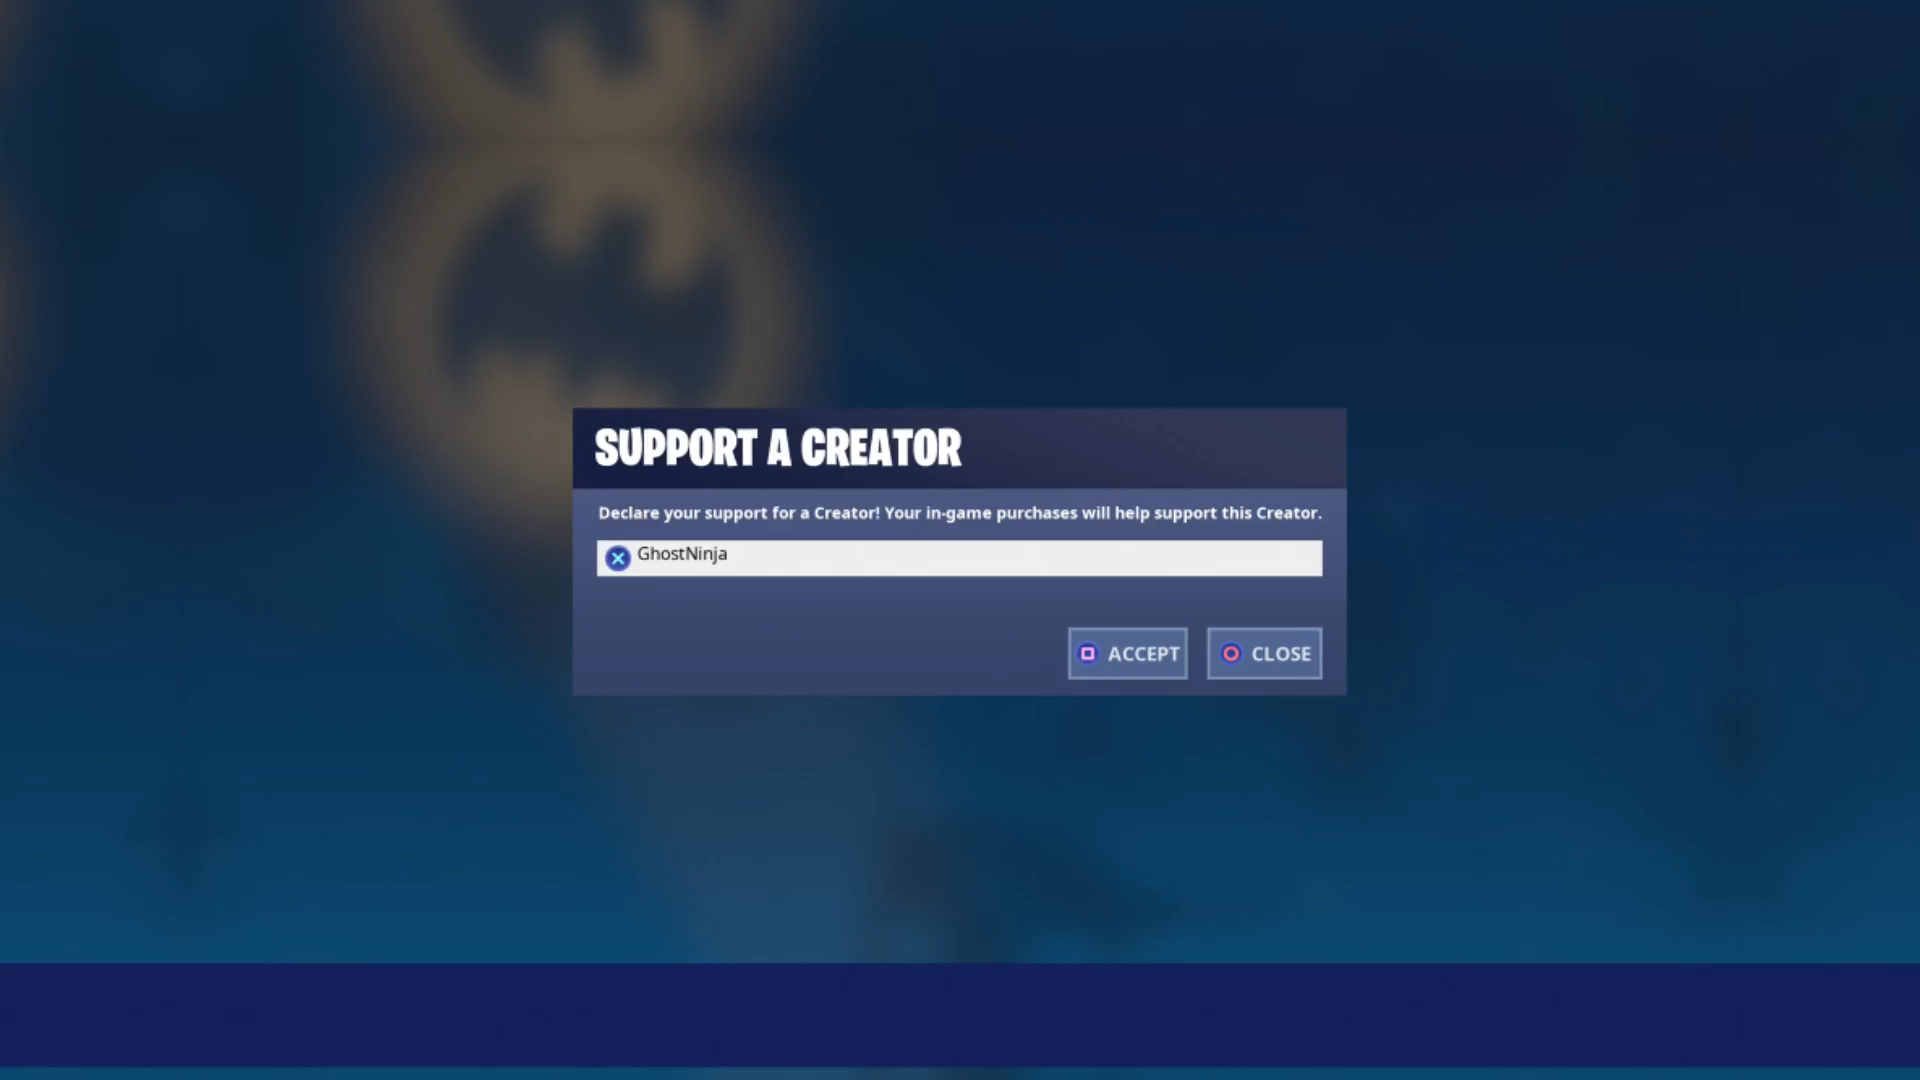 SUPPORT A CREATOR
Declare your support for a Creator! Your in-game purchases will help support this Creator.
GhostNinja
ACCEPT
CLOSE